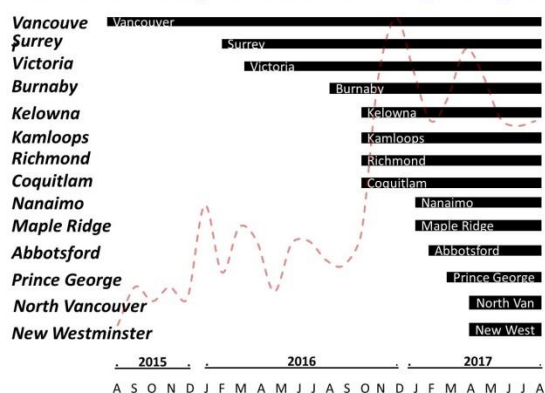 Vancouve Vancouver
Surrey Surrey
Victoria Victoria
Burnaby Burnaby
Kelowna Kelowna
Kamloops Kamloops
Richmond Richmond
Coquitlam Coquitlam
Nanaimo Nanaimo
Maple Ridge Maple Ridge
Abbotsford Abbotsford
Prince George Prince George
North Vancouver North Van
New Westminster New West
2015 2016 2017
A S O N D J F M A M J J A S O N D J F M A M J J A